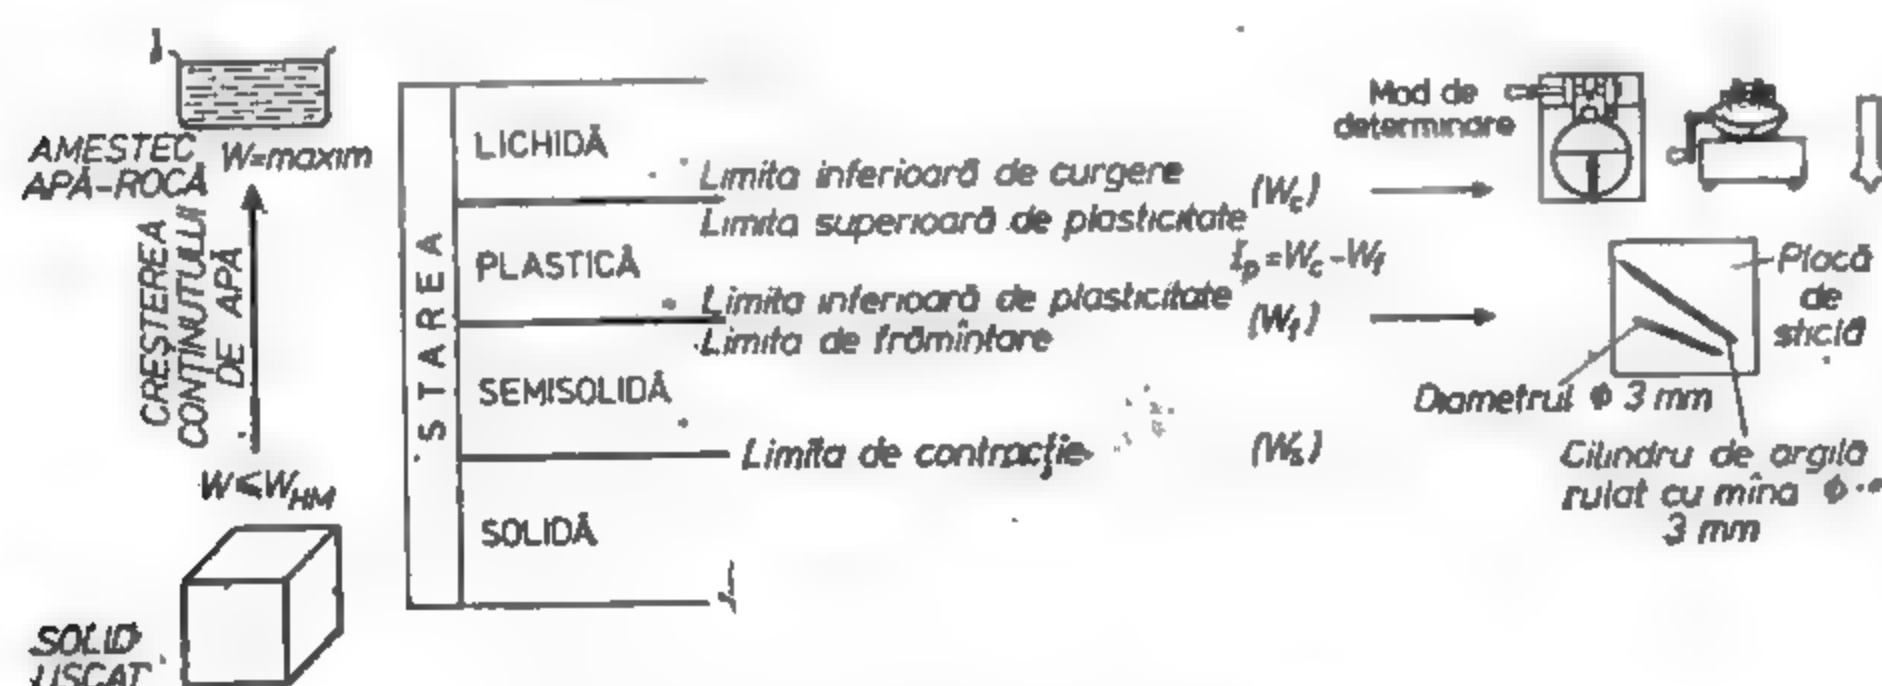 AMESTEC
APĂ-ROCĂ
W=maxim
CREȘTEREA
CONȚINUTULUI
DE APĂ
W⩽W_HM
SOLID
USCAT
STAREA
LICHIDĂ
PLASTICĂ
SEMISOLIDĂ
SOLIDĂ
Limita inferioară de curgere
Limita superioară de plasticitate
(W_c)
I_p=W_c-W_f
Limita inferioară de plasticitate
Limita de frămîntare
(W_f)
Limita de contracție
(W_s)
Mod de
determinare
Placă
de
sticlă
Diametrul ϕ 3 mm
Cilindru de argilă
rulat cu mîna ϕ
3 mm